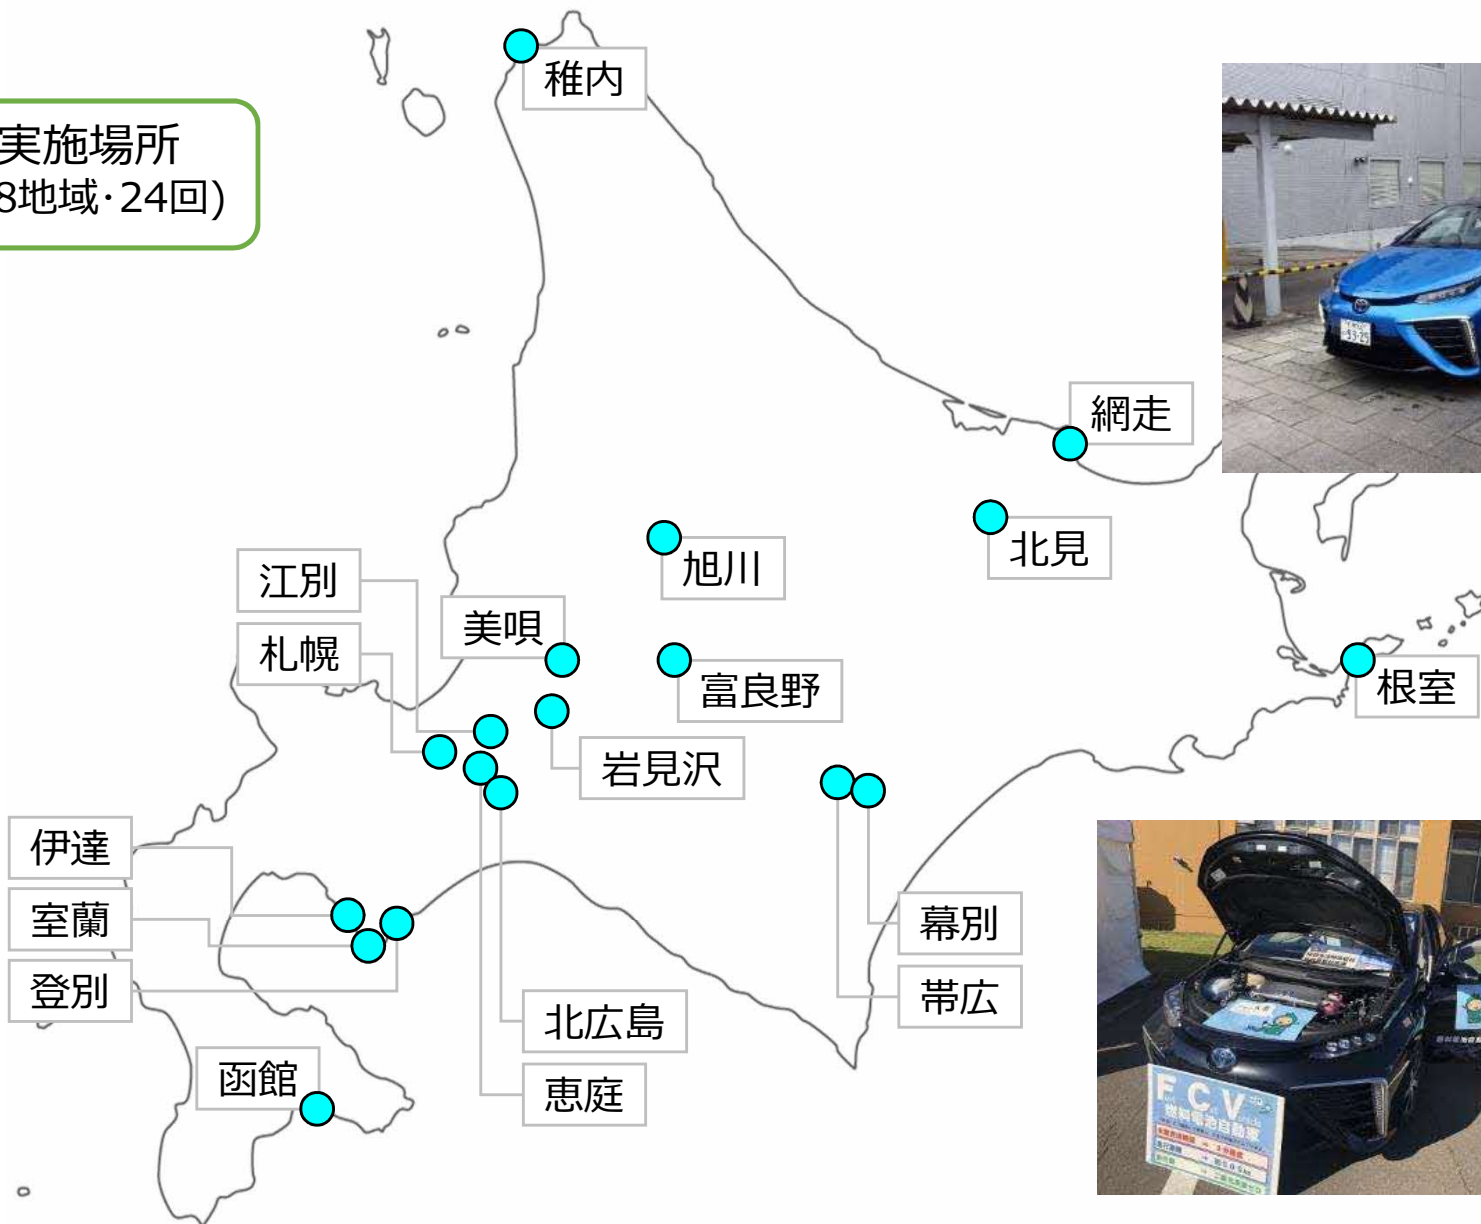 実施場所
8地域･24回)
稚内
網走
北見
旭川
江別
美唄
札幌
富良野
根室
岩見沢
伊達
室蘭
登別
幕別
帯広
北広島
恵庭
函館
53-25
FCV
燃料電池自動車